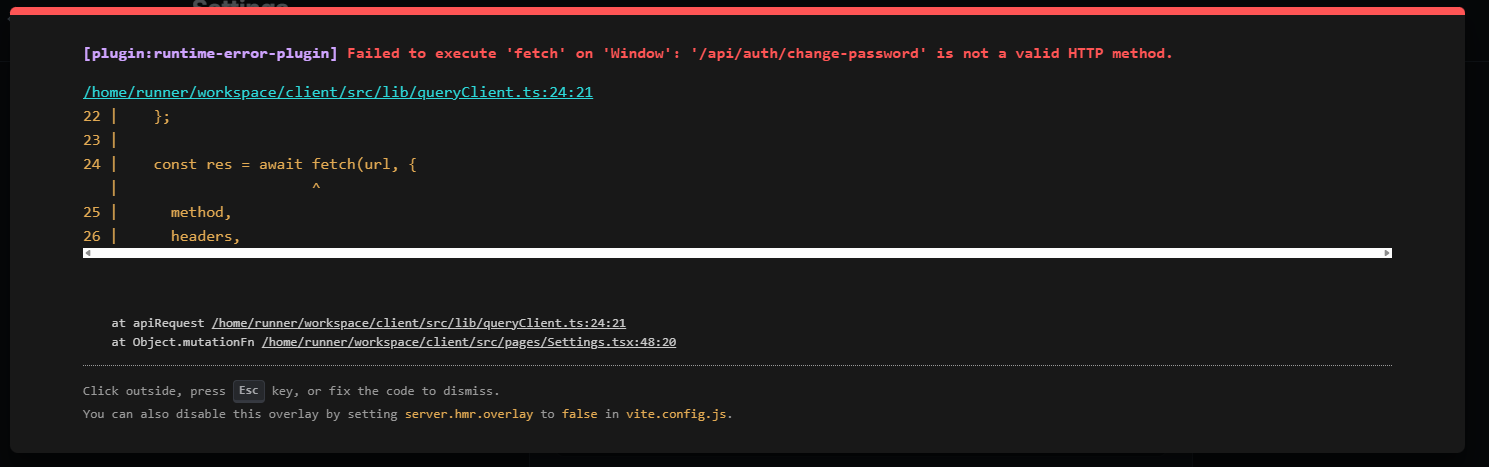 Settings
[plugin:runtime-error-plugin] Failed to execute 'fetch' on 'Window': '/api/auth/change-password' is not a valid HTTP method.
/home/runner/workspace/client/src/lib/queryClient.ts:24:21
22 |    };
23 |
24 |    const res = await fetch(url, {
   |                      ^
25 |      method,
26 |      headers,
at apiRequest /home/runner/workspace/client/src/lib/queryClient.ts:24:21
at Object.mutationFn /home/runner/workspace/client/src/pages/Settings.tsx:48:20
Click outside, press Esc key, or fix the code to dismiss.
You can also disable this overlay by setting server.hmr.overlay to false in vite.config.js.